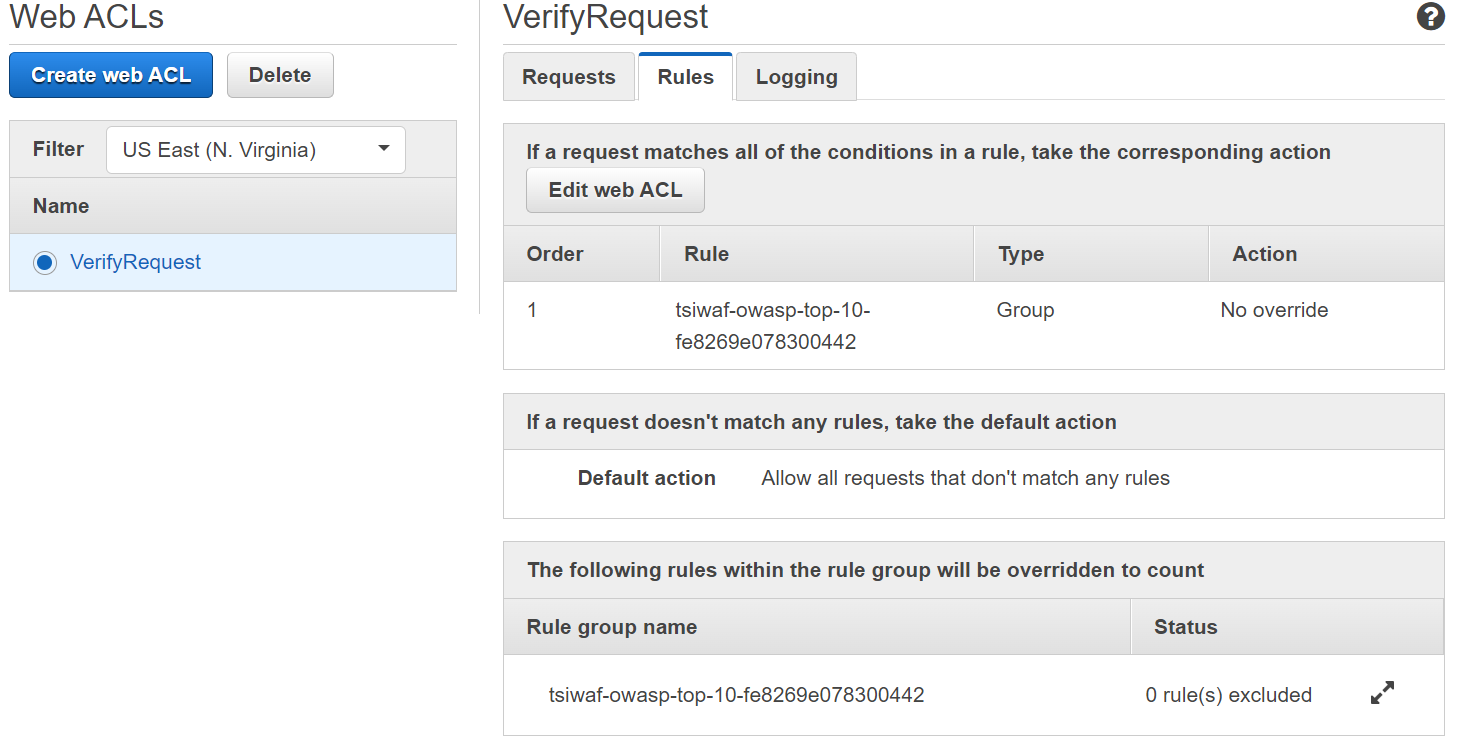 Web ACLs
Create web ACL
Delete
Filter
US East (N. Virginia)
Name
VerifyRequest
VerifyRequest
?
Requests
Rules
Logging
If a request matches all of the conditions in a rule, take the corresponding action
Edit web ACL
Order
Rule
Type
Action
1
tsiwaf-owasp-top-10-
fe8269e078300442
Group
No override
If a request doesn't match any rules, take the default action
Default action
Allow all requests that don't match any rules
The following rules within the rule group will be overridden to count
Rule group name
Status
tsiwaf-owasp-top-10-fe8269e078300442
0 rule(s) excluded